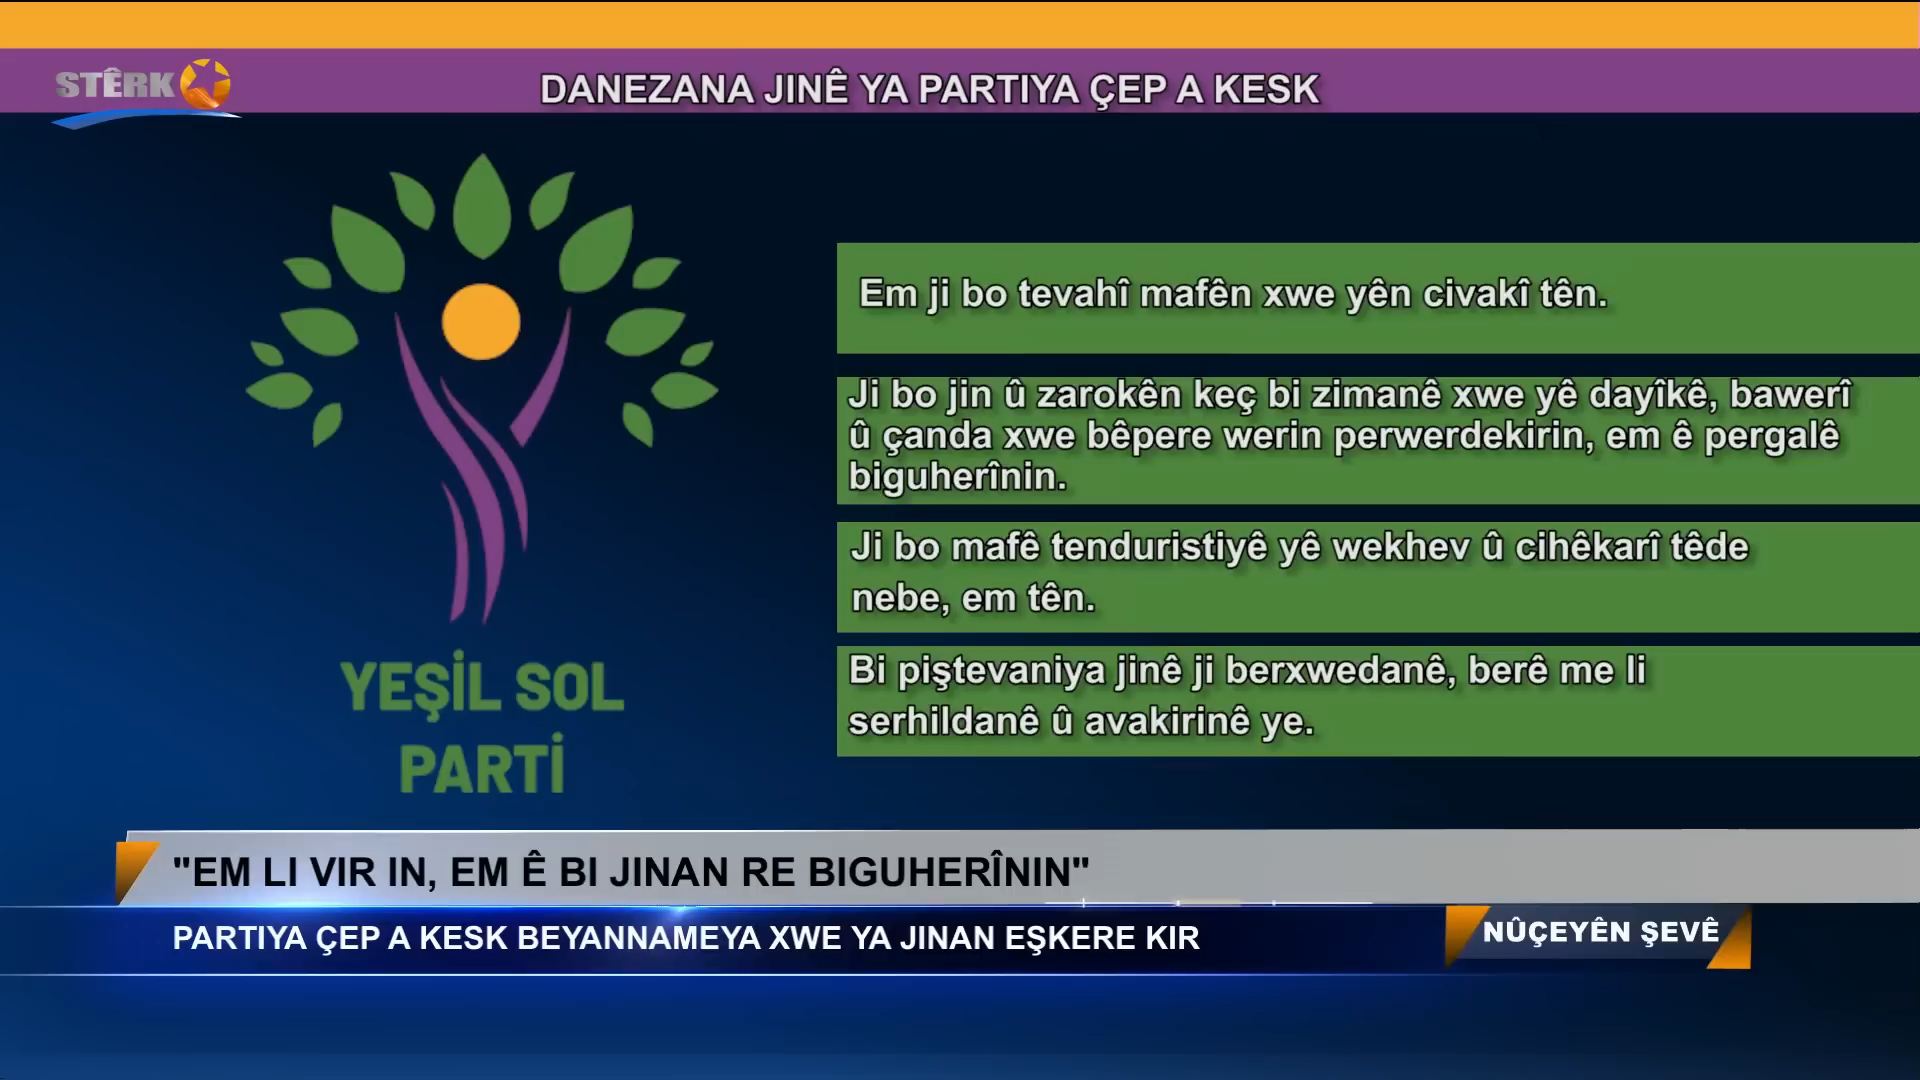 STÊRK
DANEZANA JINÊ YA PARTIYA ÇEP A KESK
Em ji bo tevahî mafên xwe yên civakî tên.
Ji bo jin û zarokên keç bi zimanê xwe yê dayîkê, bawerî
û çanda xwe bêpere werin perwerdekirin, em ê pergalê
biguherînin.
Ji bo mafê tenduristiyê yê wekhev û cihêkarî têde
nebe, em tên.
Bi piştevaniya jinê ji berxwedanê, berê me li
serhildanê û avakirinê ye.
YEŞİL SOL
PARTİ
"EM LI VIR IN, EM Ê BI JINAN RE BIGUHERÎNIN"
PARTIYA ÇEP A KESK BEYANNAMEYA XWE YA JINAN EŞKERE KIR
NÛÇEYÊN ŞEVÊ